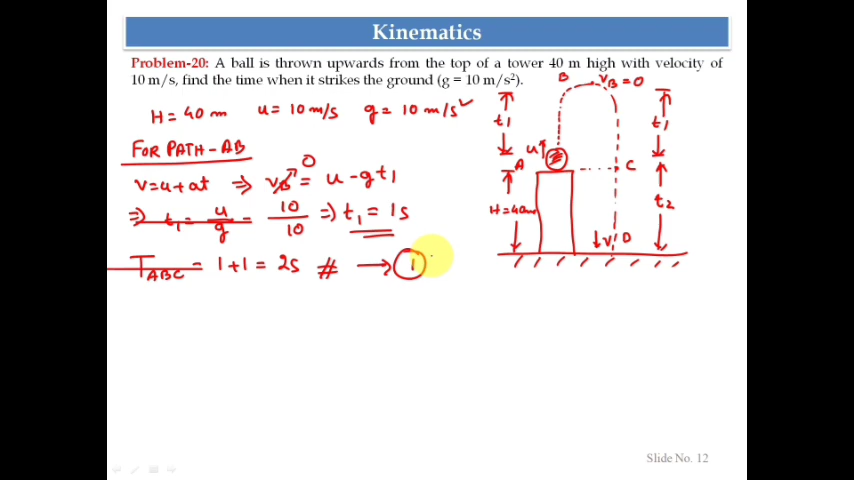 Kinematics
Problem-20: A ball is thrown upwards from the top of a tower 40 m high with velocity of
10 m/s, find the time when it strikes the ground (g = 10 m/s²).
H = 40 m u = 10 m/s g = 10 m/s²
FOR PATH-AB
v = u + at ⇒ vB = u - gt1
0
⇒ t1 = u/g = 10/10 ⇒ t1 = 1s
TABC = 1+1 = 2s # → 1
B vB = 0
t1 t1
u
A C
H = 40m t2
v D
Slide No. 12